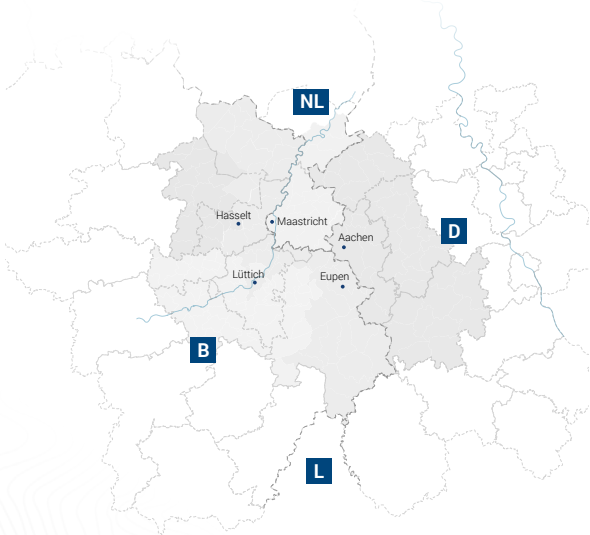 NL
Hasselt
Maastricht
D
Aachen
Lüttich
Eupen
B
L